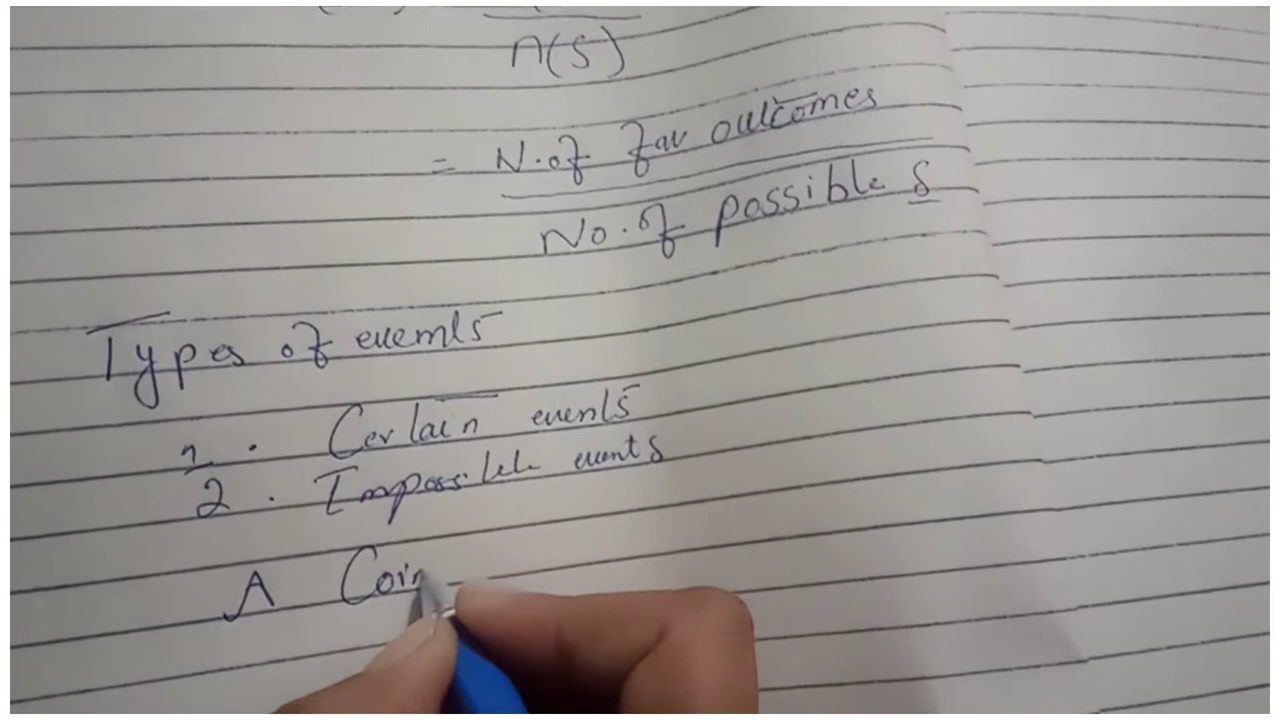 n(S)
= N.of fav outcomes
No.of possible S
Types of events
1. Certain events
2. Impossible events
A Coin